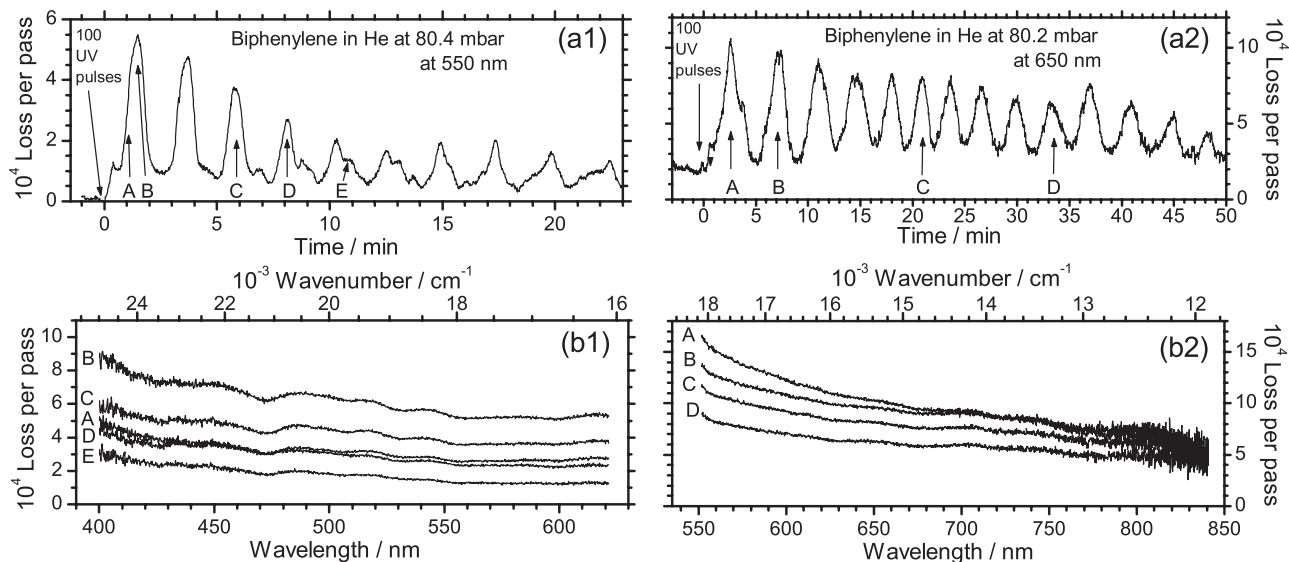 6
4
2
0
10⁴ Loss per pass
100
UV
pulses
Biphenylene in He at 80.4 mbar
at 550 nm
(a1)
A B C D E
0 5 10 15 20
Time / min
100
UV
pulses
Biphenylene in He at 80.2 mbar
at 650 nm
(a2)
A B C D
10
5
0
10⁴ Loss per pass
0 5 10 15 20 25 30 35 40 45 50
Time / min
10⁻³ Wavenumber / cm⁻¹
24 22 20 18 16
10
8
6
4
2
0
10⁴ Loss per pass
B
C
A
D
E
(b1)
400 450 500 550 600
Wavelength / nm
10⁻³ Wavenumber / cm⁻¹
18 17 16 15 14 13 12
A
B
C
D
(b2)
15
10
5
0
10⁴ Loss per pass
550 600 650 700 750 800 850
Wavelength / nm